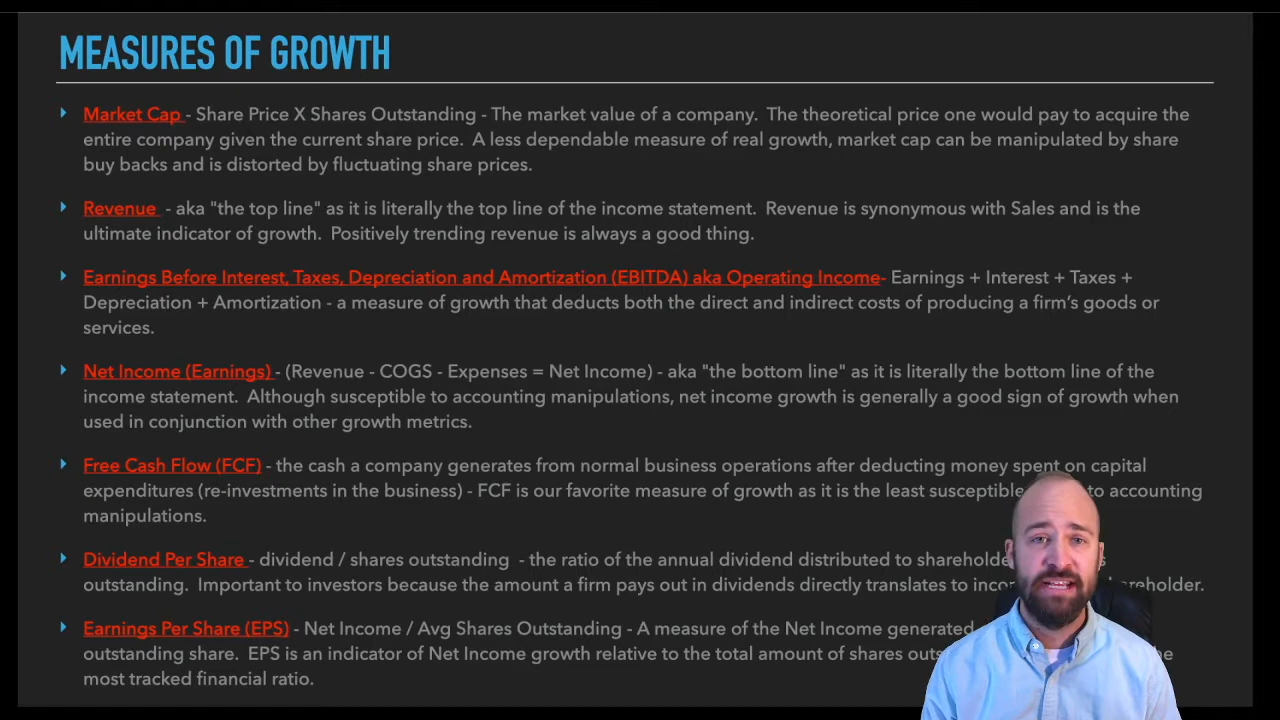 MEASURES OF GROWTH
Market Cap - Share Price X Shares Outstanding - The market value of a company. The theoretical price one would pay to acquire the
entire company given the current share price. A less dependable measure of real growth, market cap can be manipulated by share
buy backs and is distorted by fluctuating share prices.
Revenue - aka "the top line" as it is literally the top line of the income statement. Revenue is synonymous with Sales and is the
ultimate indicator of growth. Positively trending revenue is always a good thing.
Earnings Before Interest, Taxes, Depreciation and Amortization (EBITDA) aka Operating Income- Earnings + Interest + Taxes +
Depreciation + Amortization - a measure of growth that deducts both the direct and indirect costs of producing a firm's goods or
services.
Net Income (Earnings) - (Revenue - COGS - Expenses = Net Income) - aka "the bottom line" as it is literally the bottom line of the
income statement. Although susceptible to accounting manipulations, net income growth is generally a good sign of growth when
used in conjunction with other growth metrics.
Free Cash Flow (FCF) - the cash a company generates from normal business operations after deducting money spent on capital
expenditures (re-investments in the business) - FCF is our favorite measure of growth as it is the least susceptible to accounting
manipulations.
Dividend Per Share - dividend / shares outstanding - the ratio of the annual dividend distributed to
outstanding. Important to investors because the amount a firm pays out in dividends directly translates to
Earnings Per Share (EPS) - Net Income / Avg Shares Outstanding - A measure of the Net Income generated
outstanding share. EPS is an indicator of Net Income growth relative to the total amount of shares
most tracked financial ratio.